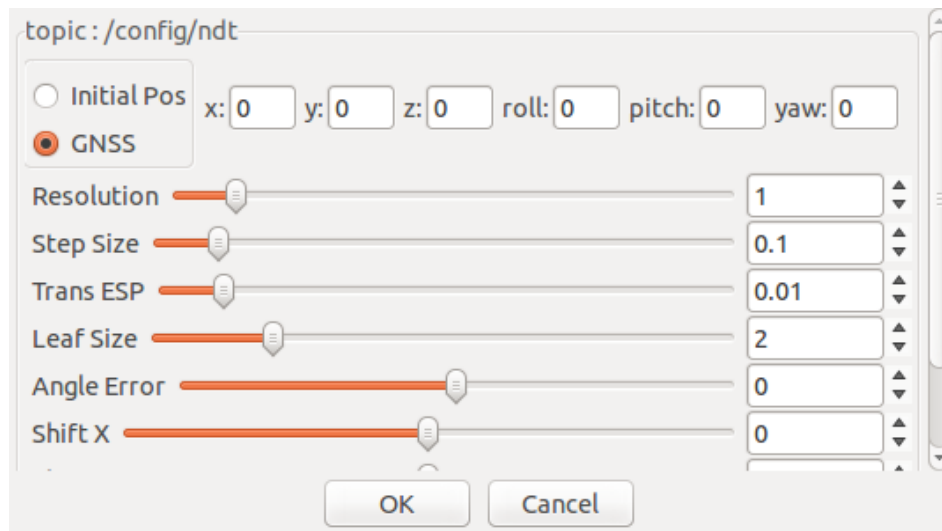 topic : /config/ndt
Initial Pos
GNSS
x: 0 y: 0 z: 0 roll: 0 pitch: 0 yaw: 0
Resolution 1
Step Size 0.1
Trans ESP 0.01
Leaf Size 2
Angle Error 0
Shift X 0
OK Cancel